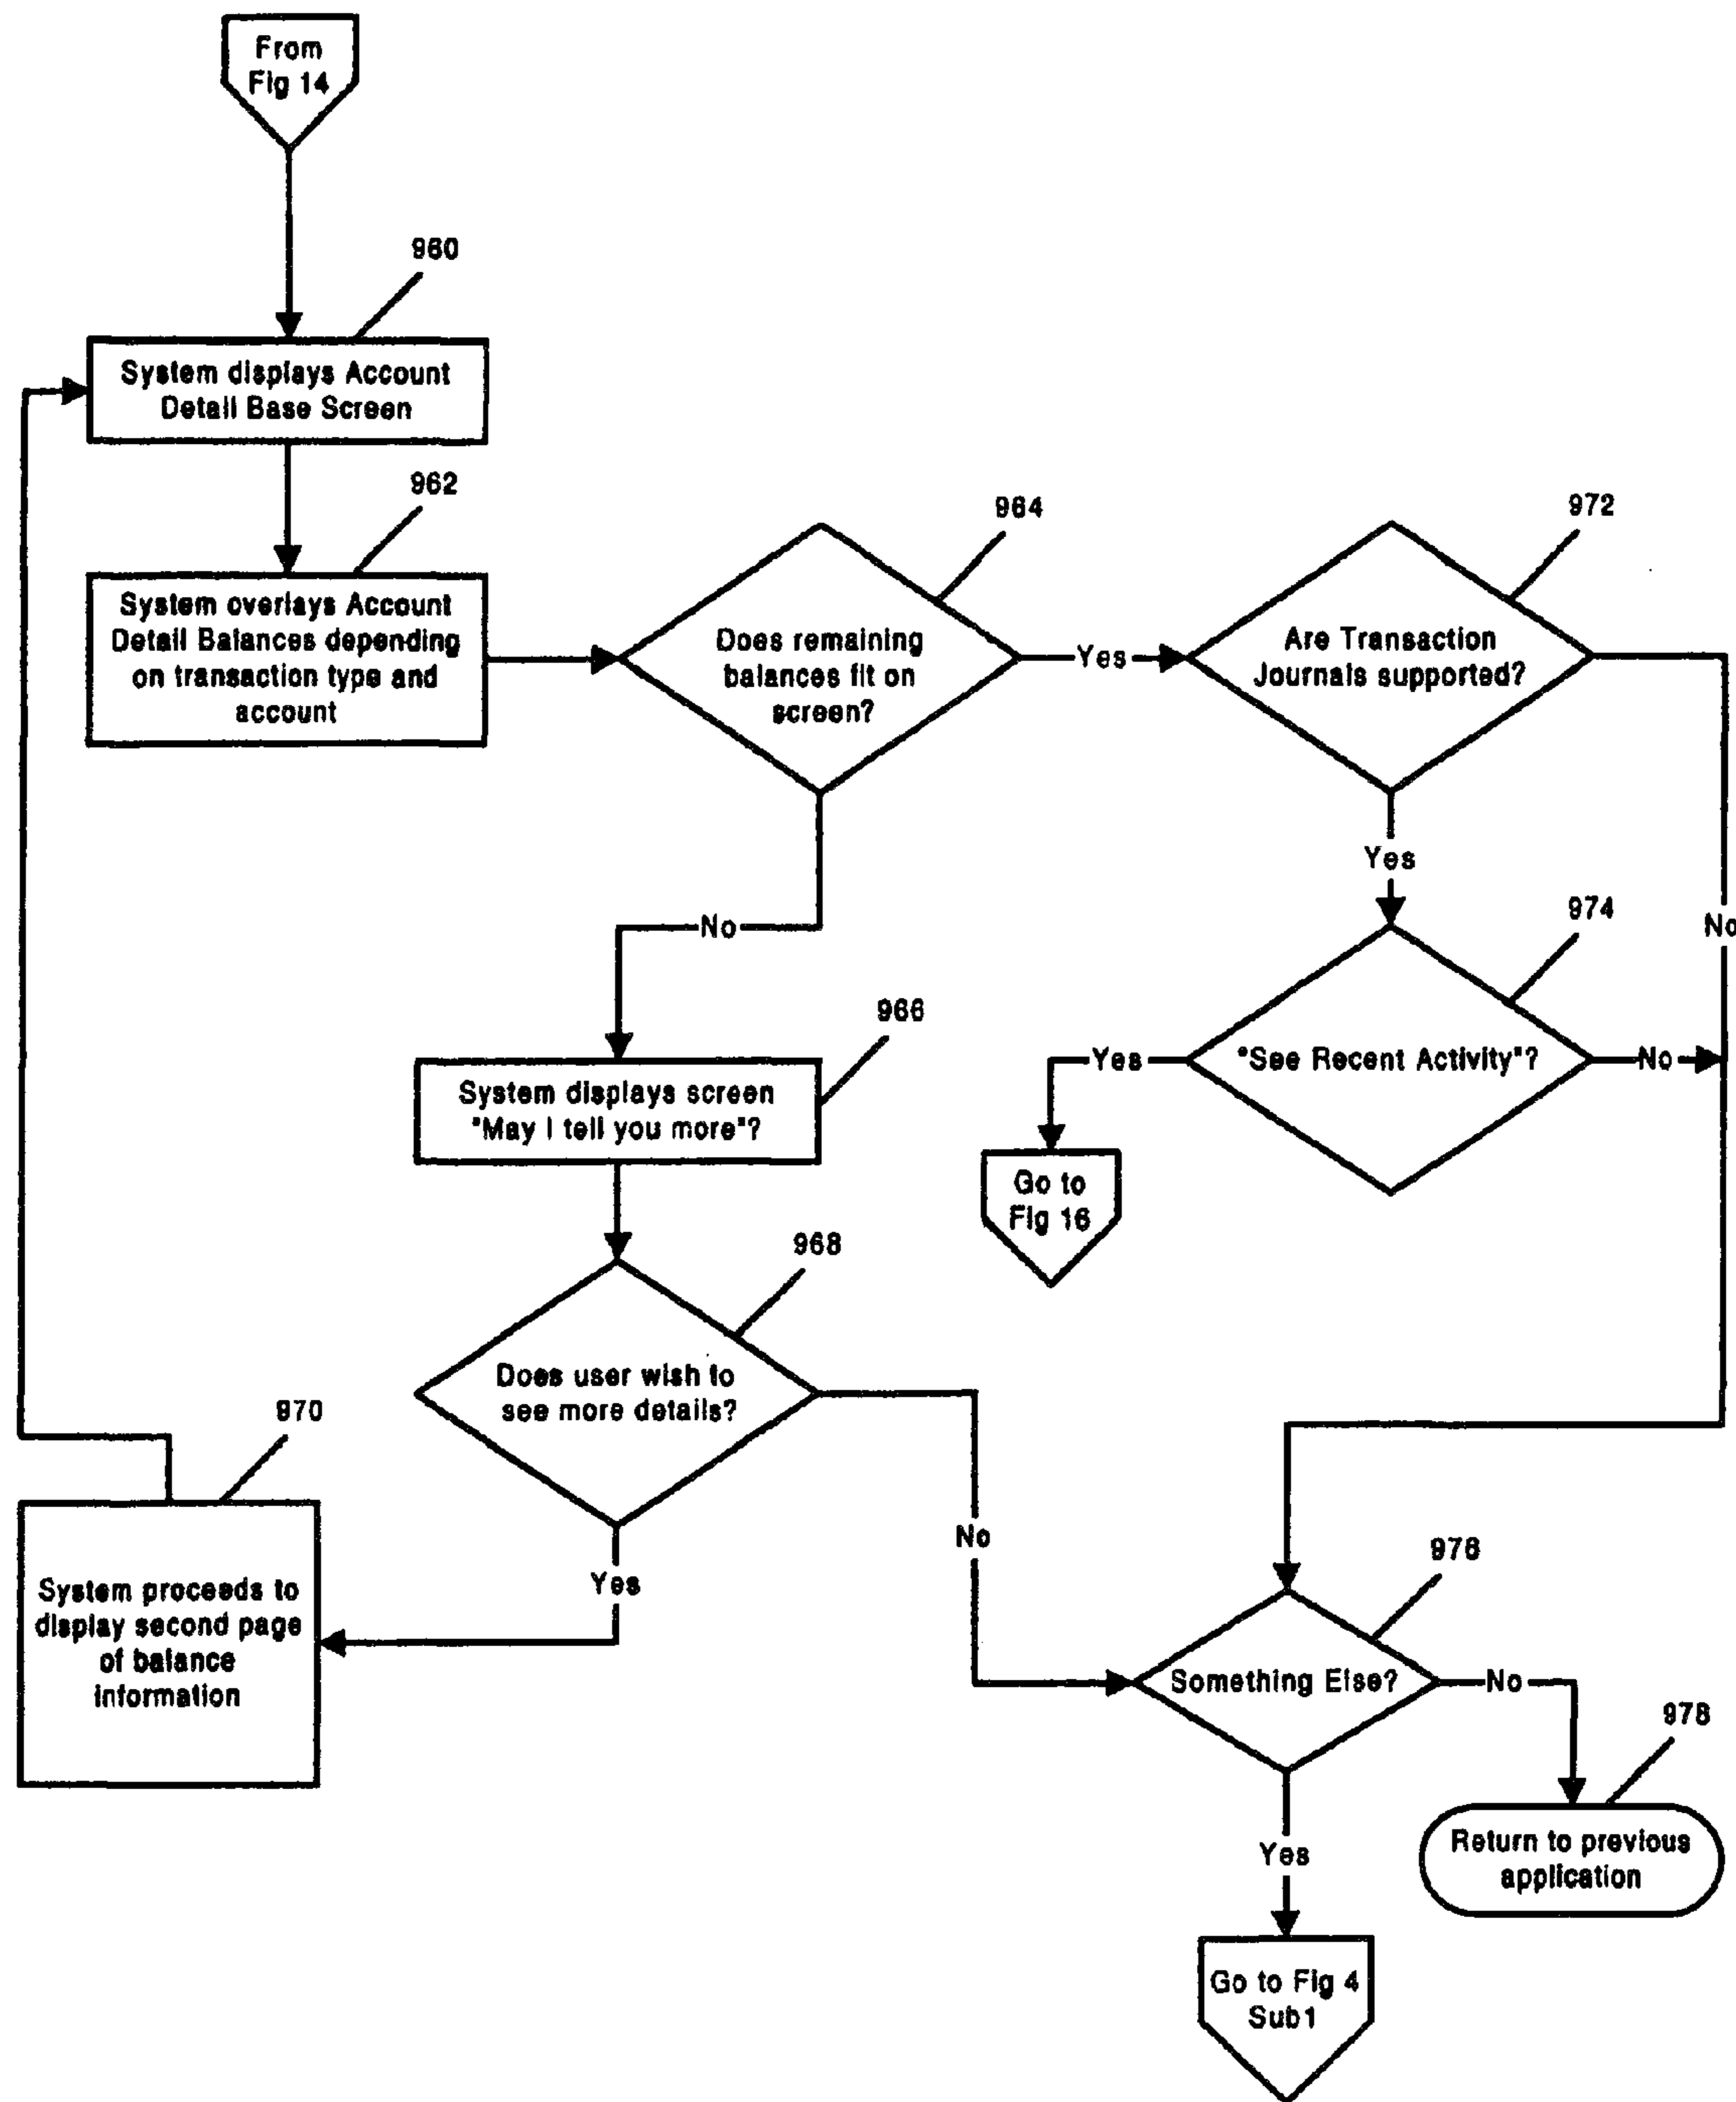 From
Fig 14
960
System displays Account
Detail Base Screen
962
System overlays Account
Detail Balances depending
on transaction type and
account
964
Does remaining
balances fit on
screen?
Yes
972
Are Transaction
Journals supported?
Yes
No
974
"See Recent Activity"?
Yes
No
Go to
Fig 16
No
966
System displays screen
"May I tell you more"?
968
Does user wish to
see more details?
Yes
No
970
System proceeds to
display second page
of balance
information
976
Something Else?
No
978
Return to previous
application
Yes
Go to Fig 4
Sub1